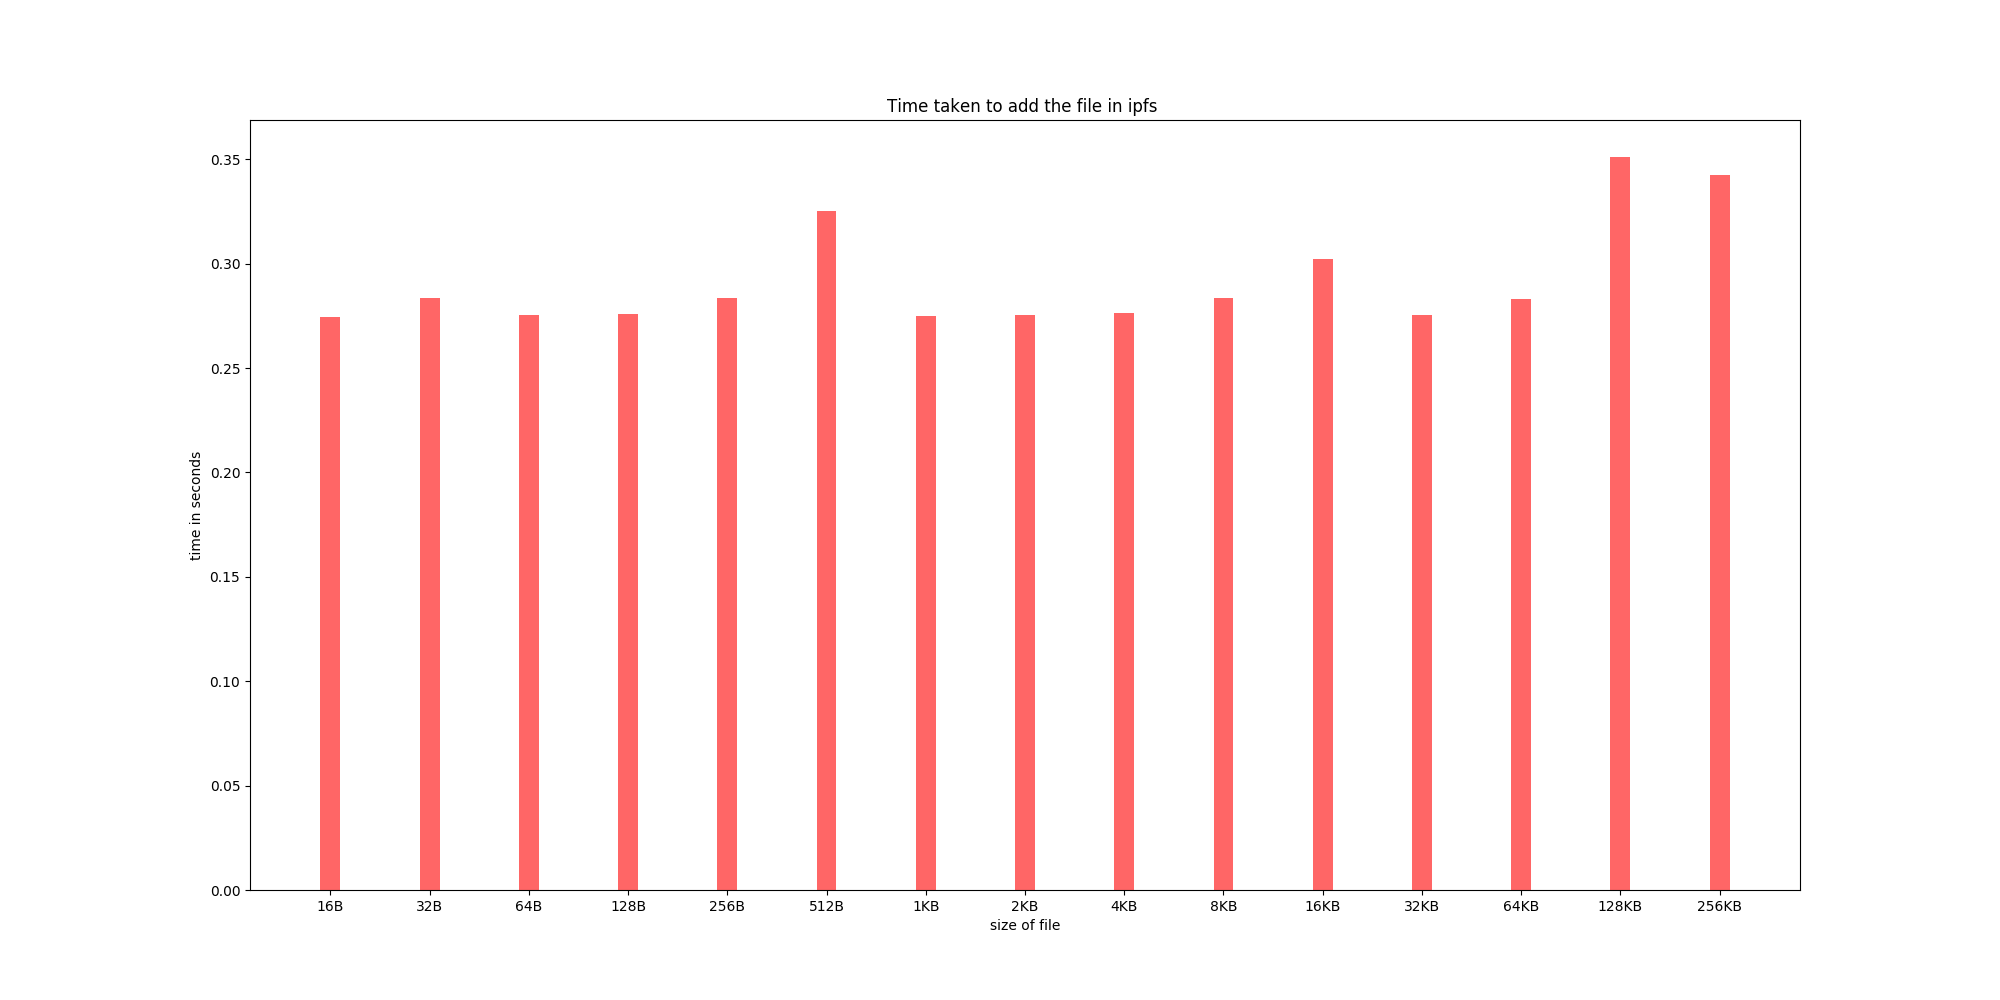 Time taken to add the file in ipfs
0.35
0.30
0.25
0.20
0.15
0.10
0.05
0.00
time in seconds
16B 32B 64B 128B 256B 512B 1KB 2KB 4KB 8KB 16KB 32KB 64KB 128KB 256KB
size of file